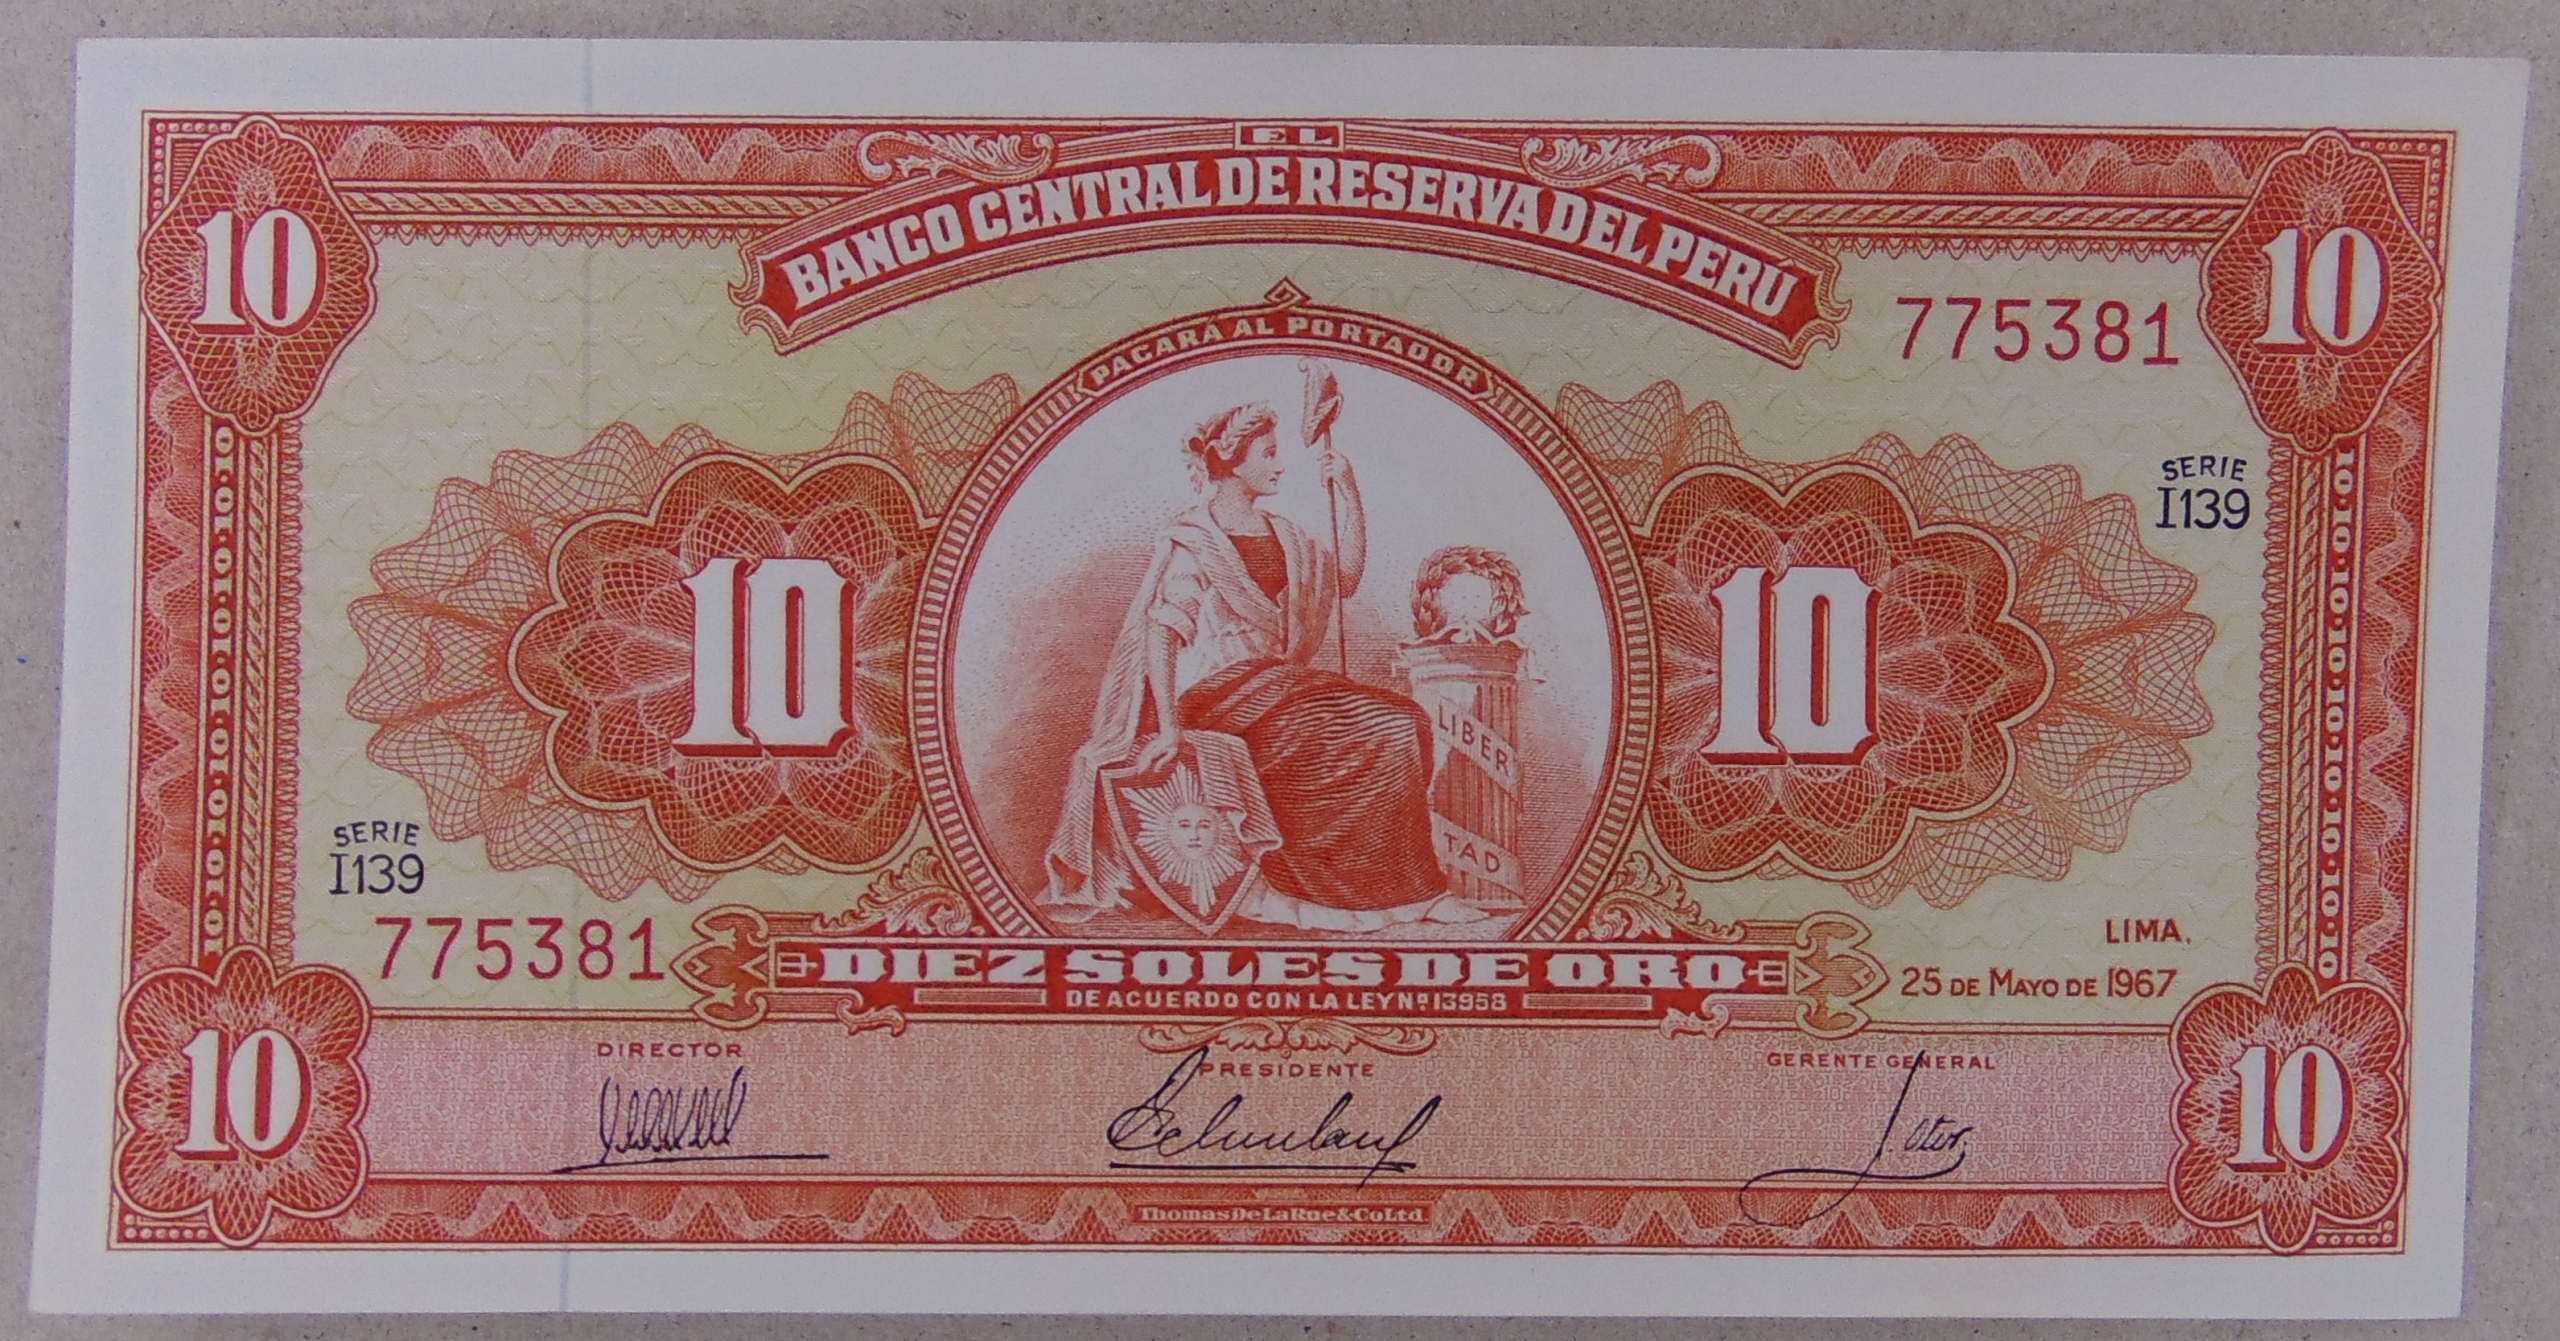 EL
BANCO CENTRAL DE RESERVA DEL PERÚ
10
10
PAGARÁ AL PORTADOR
775381
SERIE
I139
10
10
LIBER
TAD
SERIE
I139
775381
DIEZ SOLES DE ORO
DE ACUERDO CON LA LEY Nº 13958
LIMA,
25 DE MAYO DE 1967
10
10
DIRECTOR
PRESIDENTE
GERENTE GENERAL
Thomas De La Rue & Co Ltd.